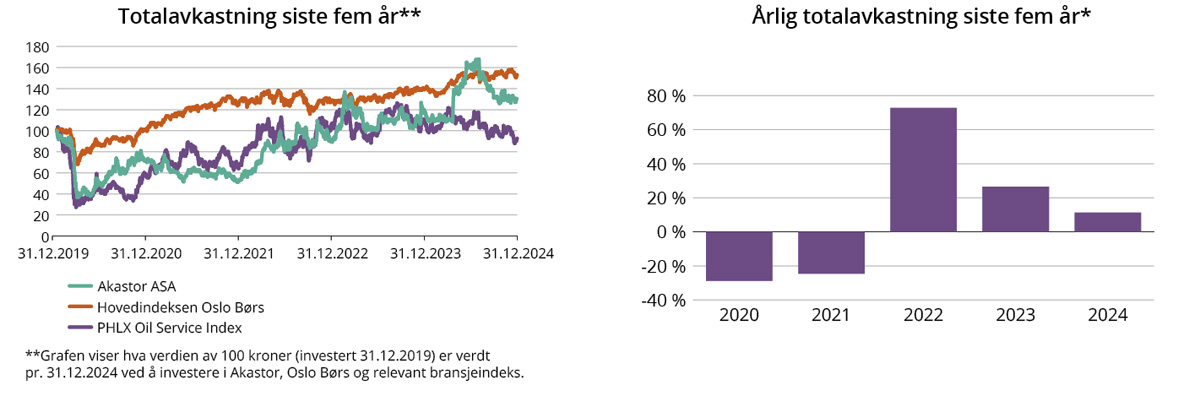 Totalavkastning siste fem år**
180
160
140
120
100
80
60
40
20
0
31.12.2019 31.12.2020 31.12.2021 31.12.2022 31.12.2023 31.12.2024
Akastor ASA
Hovedindeksen Oslo Børs
PHLX Oil Service Index
**Grafen viser hva verdien av 100 kroner (investert 31.12.2019) er verdt
pr. 31.12.2024 ved å investere i Akastor, Oslo Børs og relevant bransjeindeks.
Årlig totalavkastning siste fem år*
80 %
60 %
40 %
20 %
0 %
-20 %
-40 %
2020 2021 2022 2023 2024